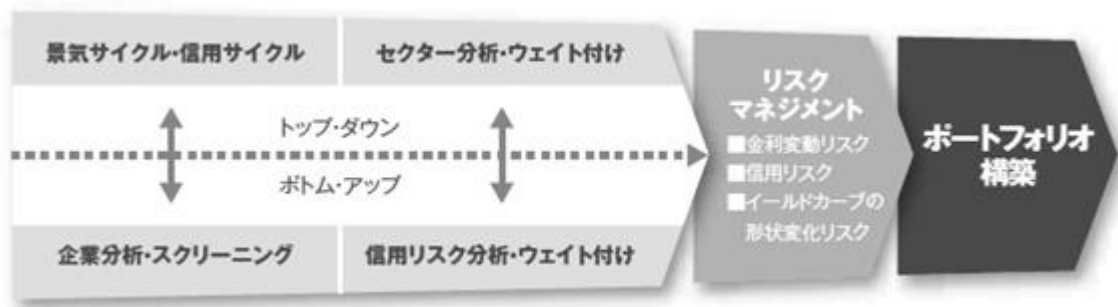 景気サイクル・信用サイクル
セクター分析・ウェイト付け
トップ・ダウン
ボトム・アップ
企業分析・スクリーニング
信用リスク分析・ウェイト付け
リスク
マネジメント
■金利変動リスク
■信用リスク
■イールドカーブの
形状変化リスク
ポートフォリオ
構築